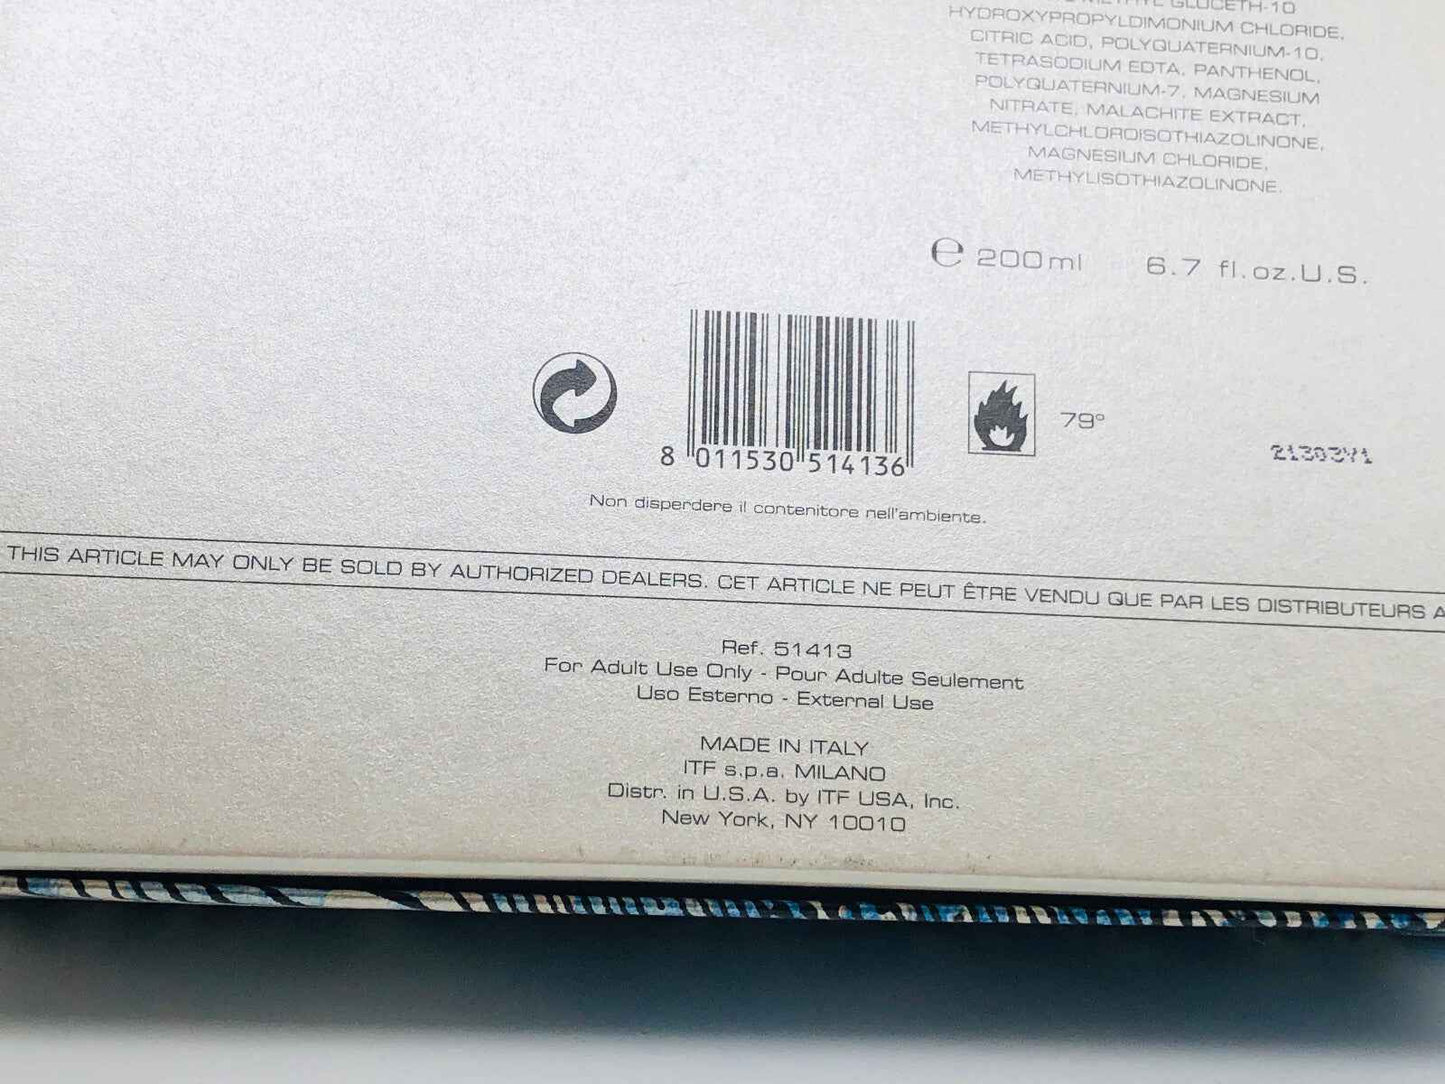 METHYL GLUCETH-10
HYDROXYPROPYLDIMONIUM CHLORIDE,
CITRIC ACID, POLYQUATERNIUM-10,
TETRASODIUM EDTA, PANTHENOL,
POLYQUATERNIUM-7, MAGNESIUM
NITRATE, MALACHITE EXTRACT,
METHYLCHLOROISOTHIAZOLINONE,
MAGNESIUM CHLORIDE,
METHYLISOTHIAZOLINONE.
e 200ml 6.7 fl.oz.U.S.
79°
21303Y1
8 011530 514136
Non disperdere il contenitore nell'ambiente.
THIS ARTICLE MAY ONLY BE SOLD BY AUTHORIZED DEALERS. CET ARTICLE NE PEUT ÊTRE VENDU QUE PAR LES DISTRIBUTEURS A
Ref. 51413
For Adult Use Only - Pour Adulte Seulement
Uso Esterno - External Use
MADE IN ITALY
ITF s.p.a. MILANO
Distr. in U.S.A. by ITF USA, Inc.
New York, NY 10010